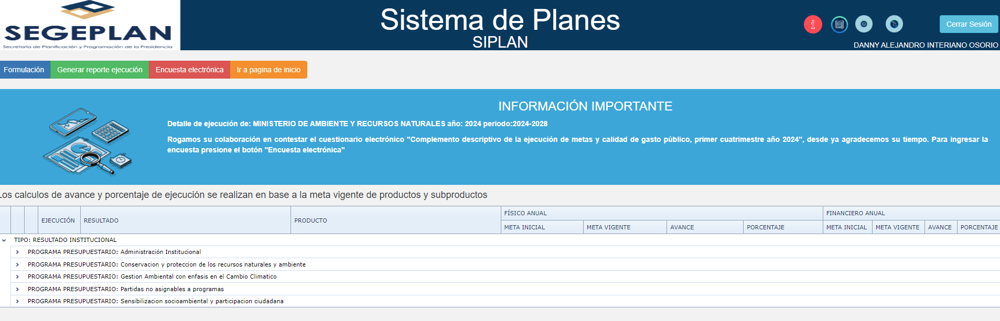 SEGEPLAN
Secretaría de Planificación y Programación de la Presidencia
Sistema de Planes
SIPLAN
Cerrar Sesión
DANNY ALEJANDRO INTERIANO OSORIO
Formulación
Generar reporte ejecución
Encuesta electrónica
Ir a pagina de inicio
INFORMACIÓN IMPORTANTE
Detalle de ejecución de: MINISTERIO DE AMBIENTE Y RECURSOS NATURALES año: 2024 periodo:2024-2028
Rogamos su colaboración en contestar el cuestionario electrónico "Complemento descriptivo de la ejecución de metas y calidad de gasto público, primer cuatrimestre año 2024", desde ya agradecemos su tiempo. Para ingresar la
encuesta presione el botón "Encuesta electrónica"
Los calculos de avance y porcentaje de ejecución se realizan en base a la meta vigente de productos y subproductos
EJECUCIÓN RESULTADO PRODUCTO
FÍSICO ANUAL FINANCIERO ANUAL
META INICIAL META VIGENTE AVANCE PORCENTAJE META INICIAL META VIGENTE AVANCE PORCENTAJE
TIPO: RESULTADO INSTITUCIONAL
PROGRAMA PRESUPUESTARIO: Administración Institucional
PROGRAMA PRESUPUESTARIO: Conservacion y proteccion de los recursos naturales y ambiente
PROGRAMA PRESUPUESTARIO: Gestion Ambiental con enfasis en el Cambio Climatico
PROGRAMA PRESUPUESTARIO: Partidas no asignables a programas
PROGRAMA PRESUPUESTARIO: Sensibilizacion socioambiental y participacion ciudadana